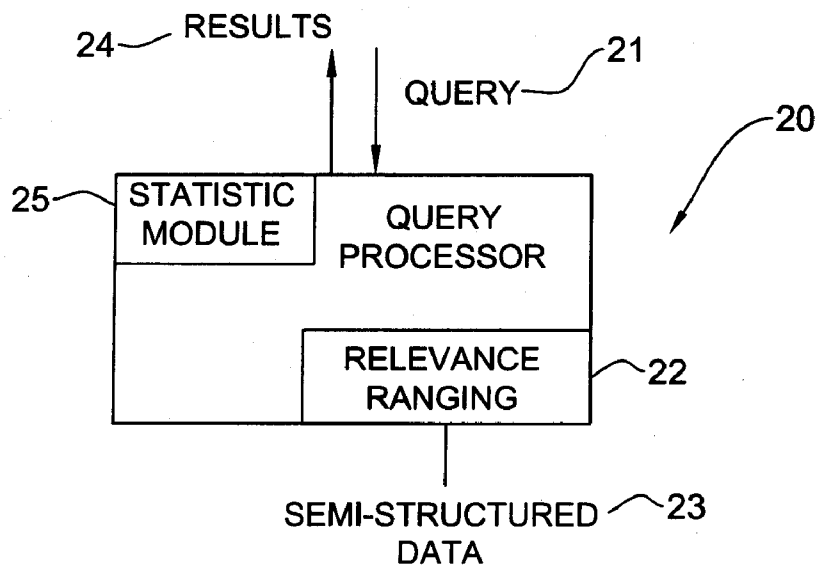 24
RESULTS
21
QUERY
20
25
STATISTIC
MODULE
QUERY
PROCESSOR
RELEVANCE
RANGING
22
SEMI-STRUCTURED
DATA
23